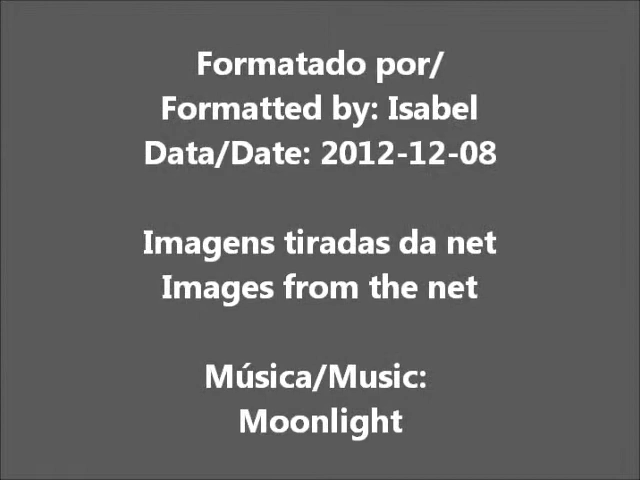 Formatado por/
Formatted by: Isabel
Data/Date: 2012-12-08
Imagens tiradas da net
Images from the net
Música/Music:
Moonlight